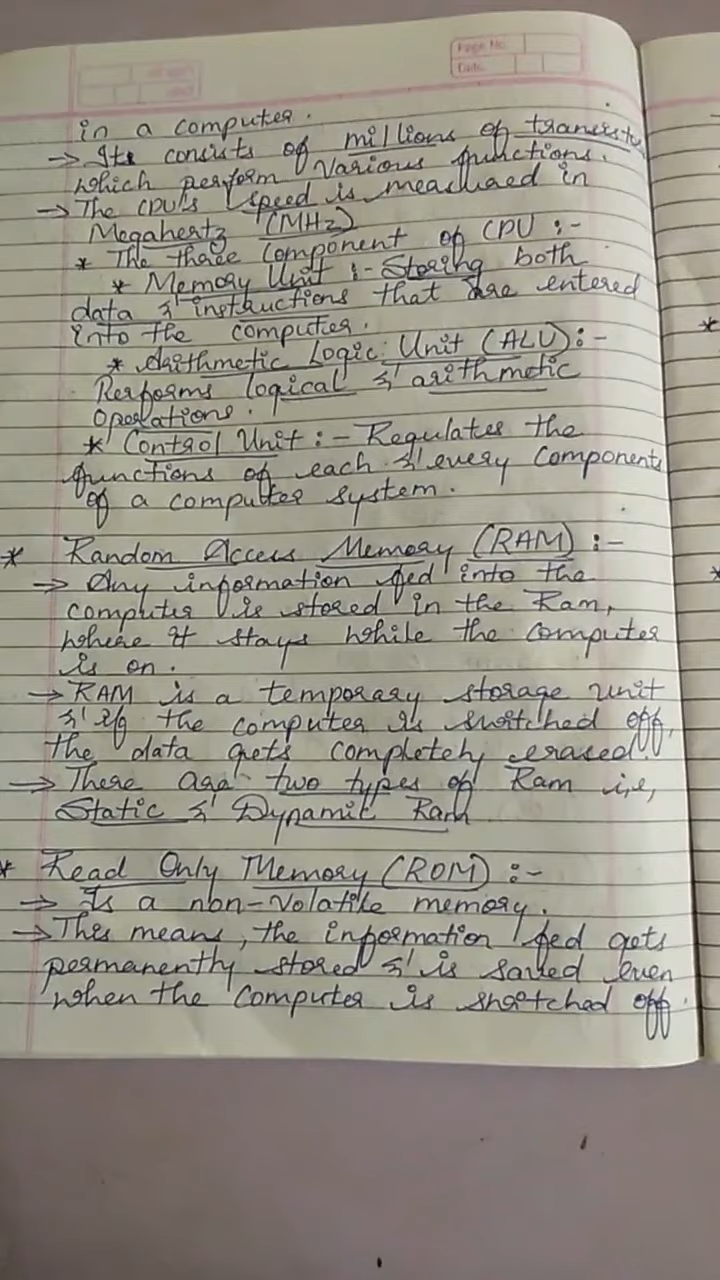 Page No.
Date
in a computer.
→ It consists of millions of transist
which perform various functions.
→ The CPU's speed is measured in
Megahertz (MHz)
* The three Component of CPU :-
* Memory Unit :- Storing both
data & instructions that are entered
into the computer.
* Arithmetic Logic Unit (ALU) :-
Performs logical & arithmetic
operations.
* Control Unit :- Regulates the
functions of each & every Components
of a computer system.
* Random Access Memory (RAM) :-
→ Any information fed into the
computer is stored in the Ram,
where it stays while the computer
is on.
→ RAM is a temporary storage unit
& if the computer is switched off,
the data gets completely erased.
→ There are two types of Ram i,e,
Static & Dynamic Ram
* Read Only Memory (ROM) :-
→ Is a non-volatile memory.
→ This means, the information fed gets
permanently stored & is saved even
when the Computer is switched off.